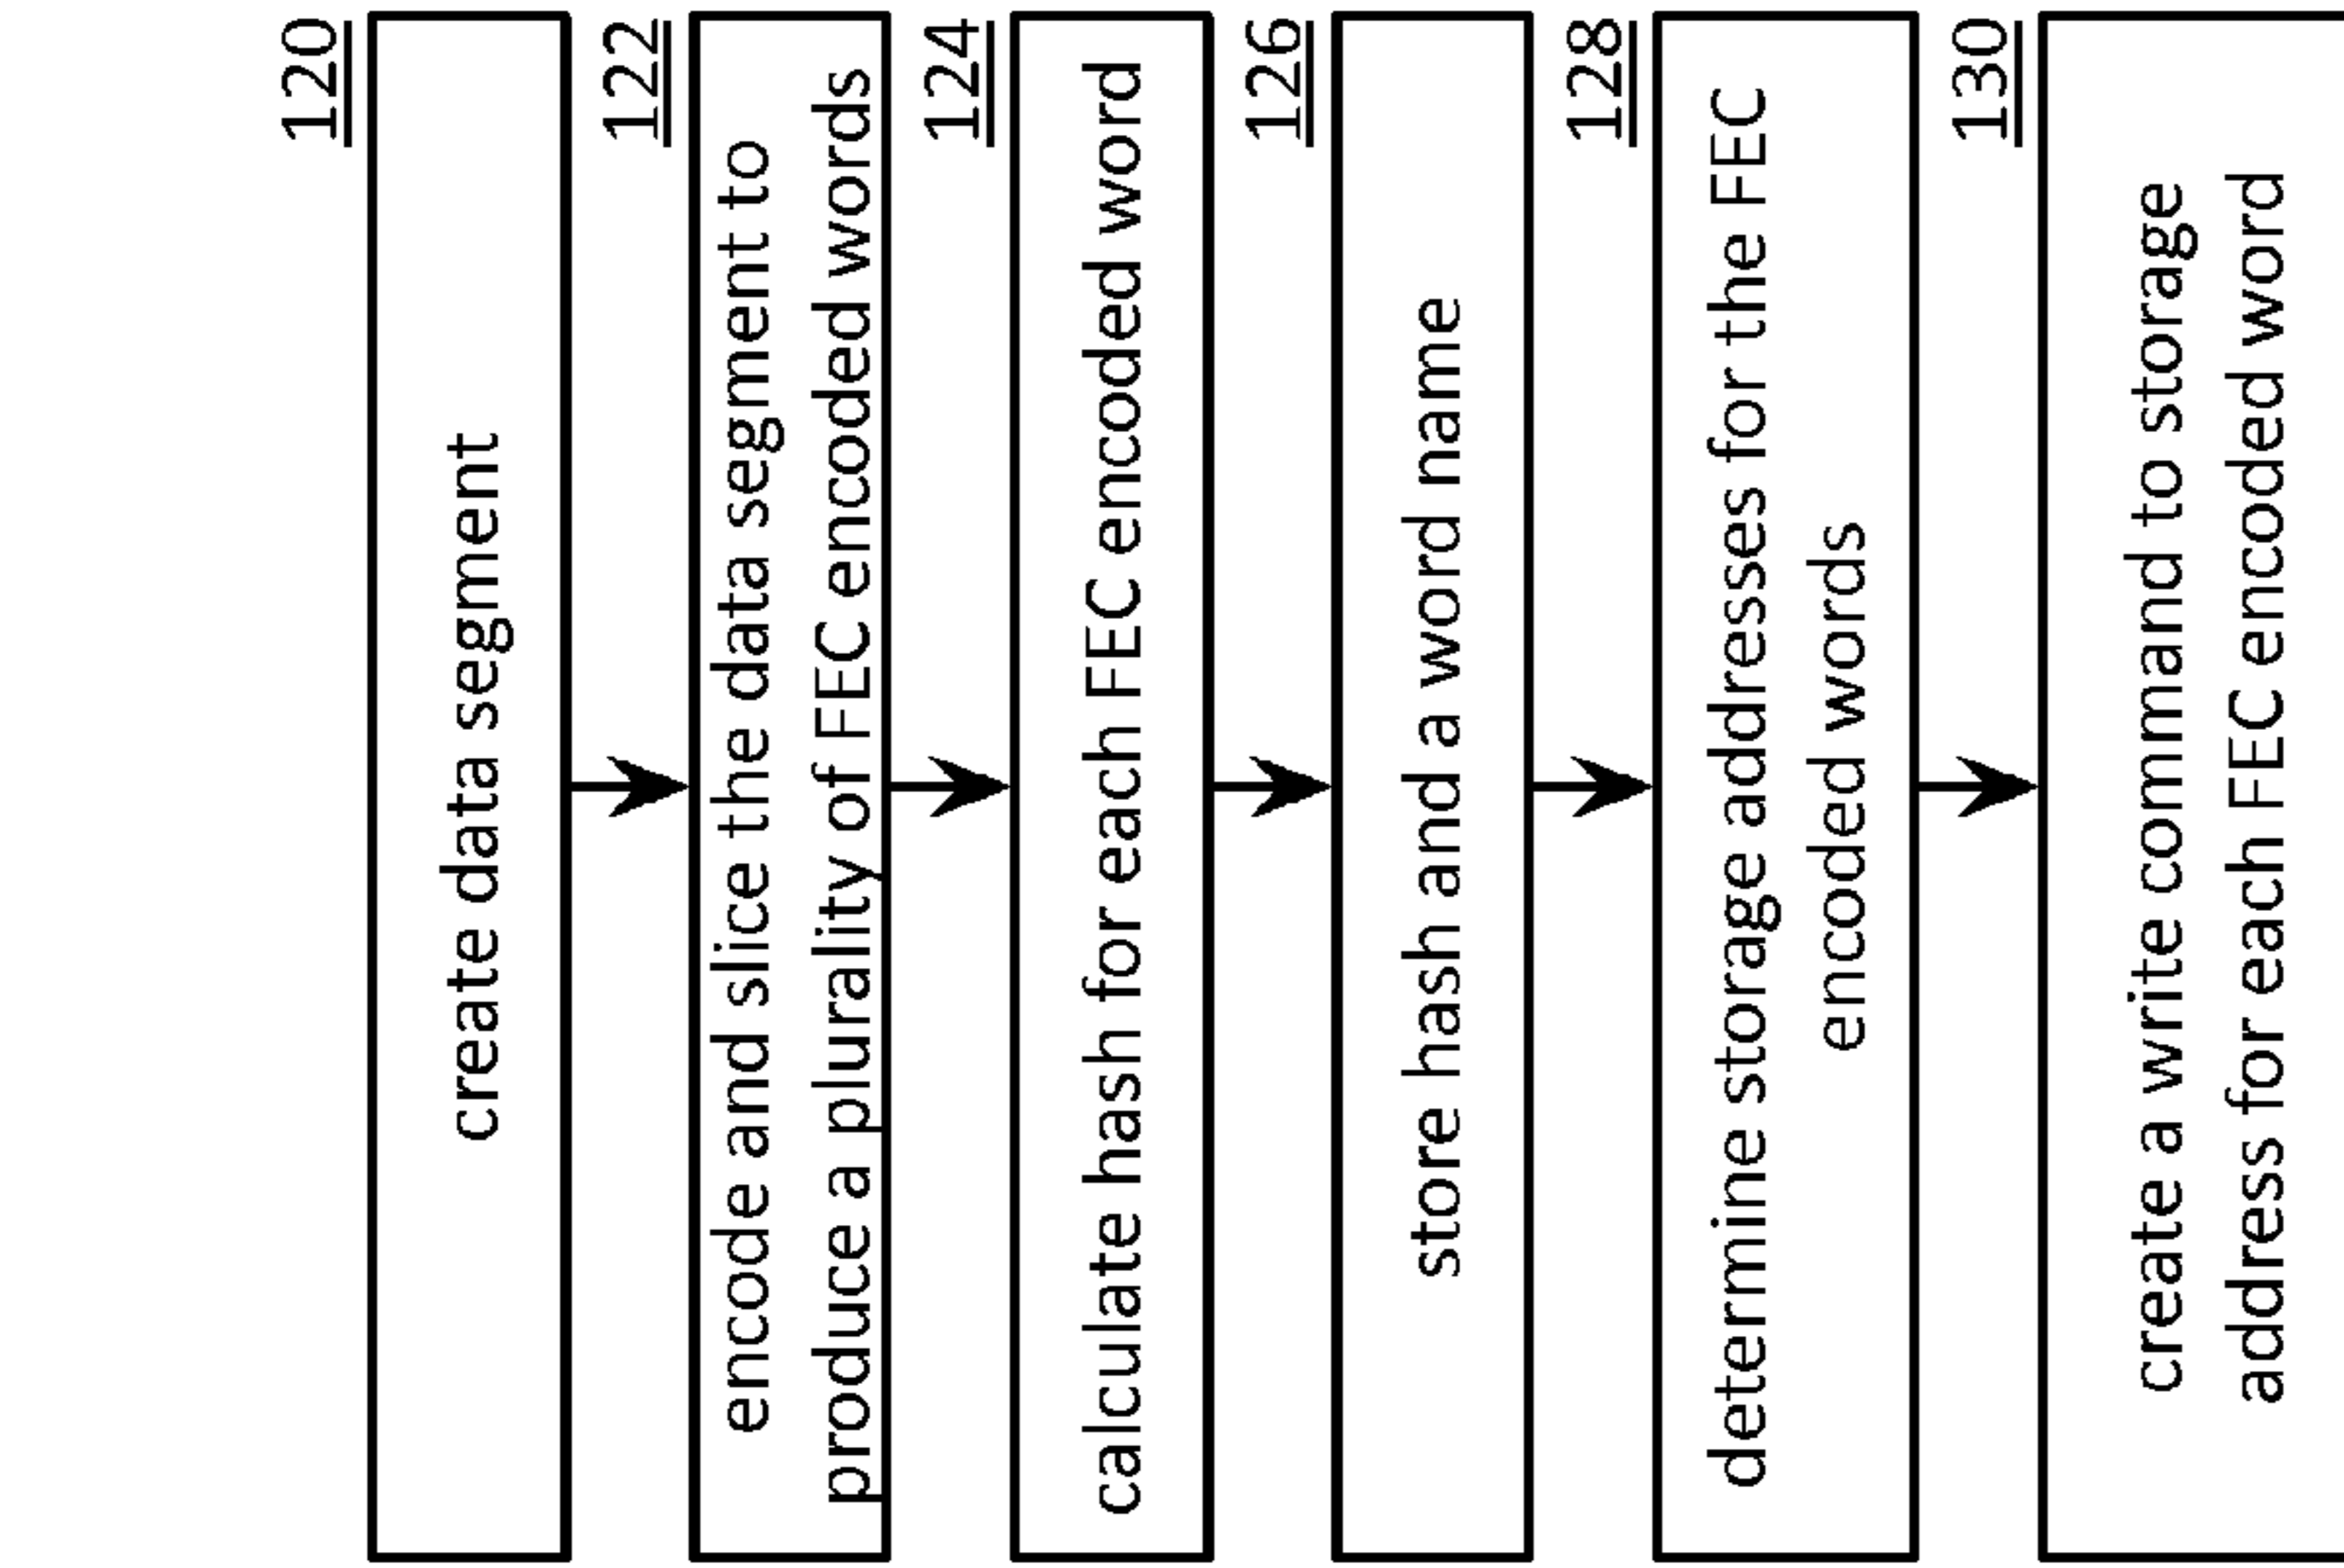 120
create data segment
122
encode and slice the data segment to
produce a plurality of FEC encoded words
124
calculate hash for each FEC encoded word
126
store hash and a word name
128
determine storage addresses for the FEC
encoded words
130
create a write command to storage
address for each FEC encoded word